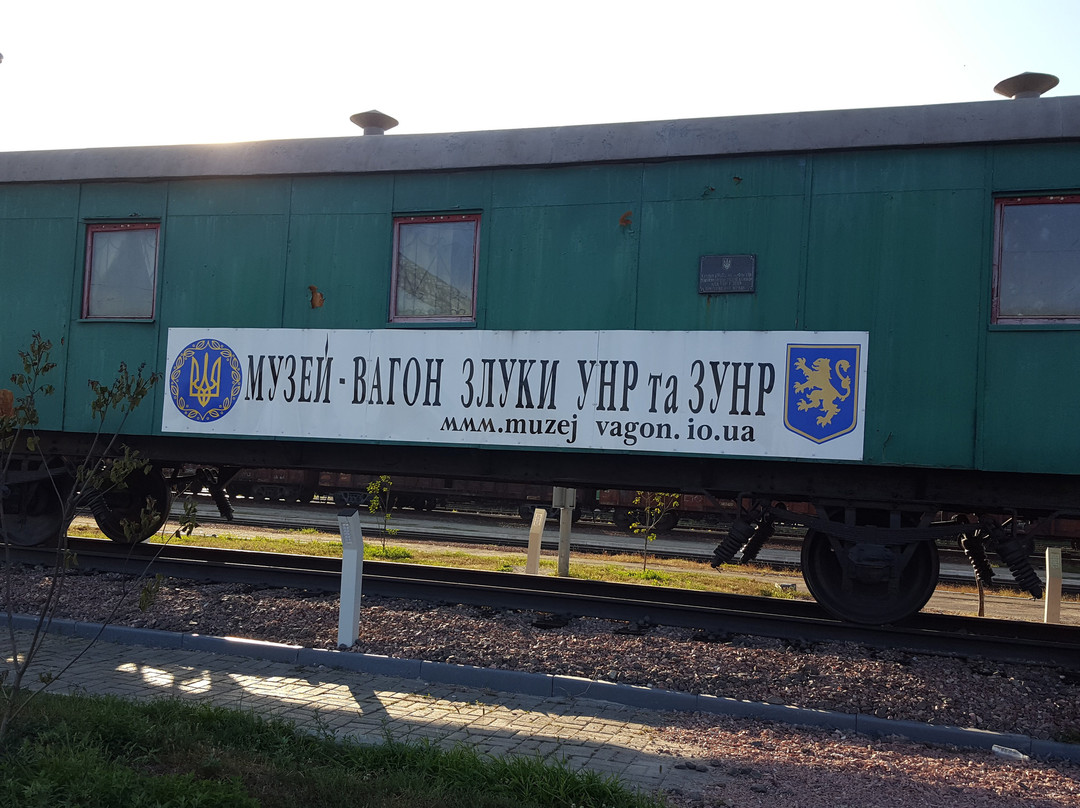 МУЗЕЙ - ВАГОН ЗЛУКИ УНР та ЗУНР
ммм.muzej vagon.io.ua